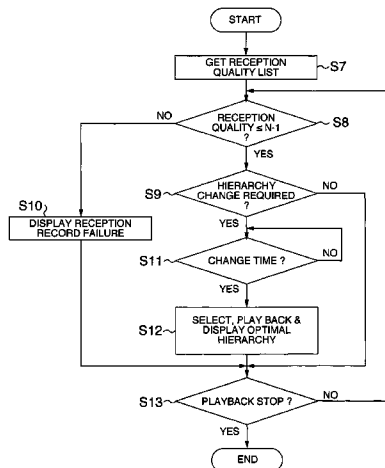 START
GET RECEPTION
QUALITY LIST
S7
NO
RECEPTION
QUALITY ≤ N-1
?
S8
YES
S10
DISPLAY RECEPTION
RECORD FAILURE
S9
HIERARCHY
CHANGE REQUIRED
?
NO
YES
S11
CHANGE TIME ?
NO
YES
S12
SELECT, PLAY BACK &
DISPLAY OPTIMAL
HIERARCHY
S13
PLAYBACK STOP ?
NO
YES
END